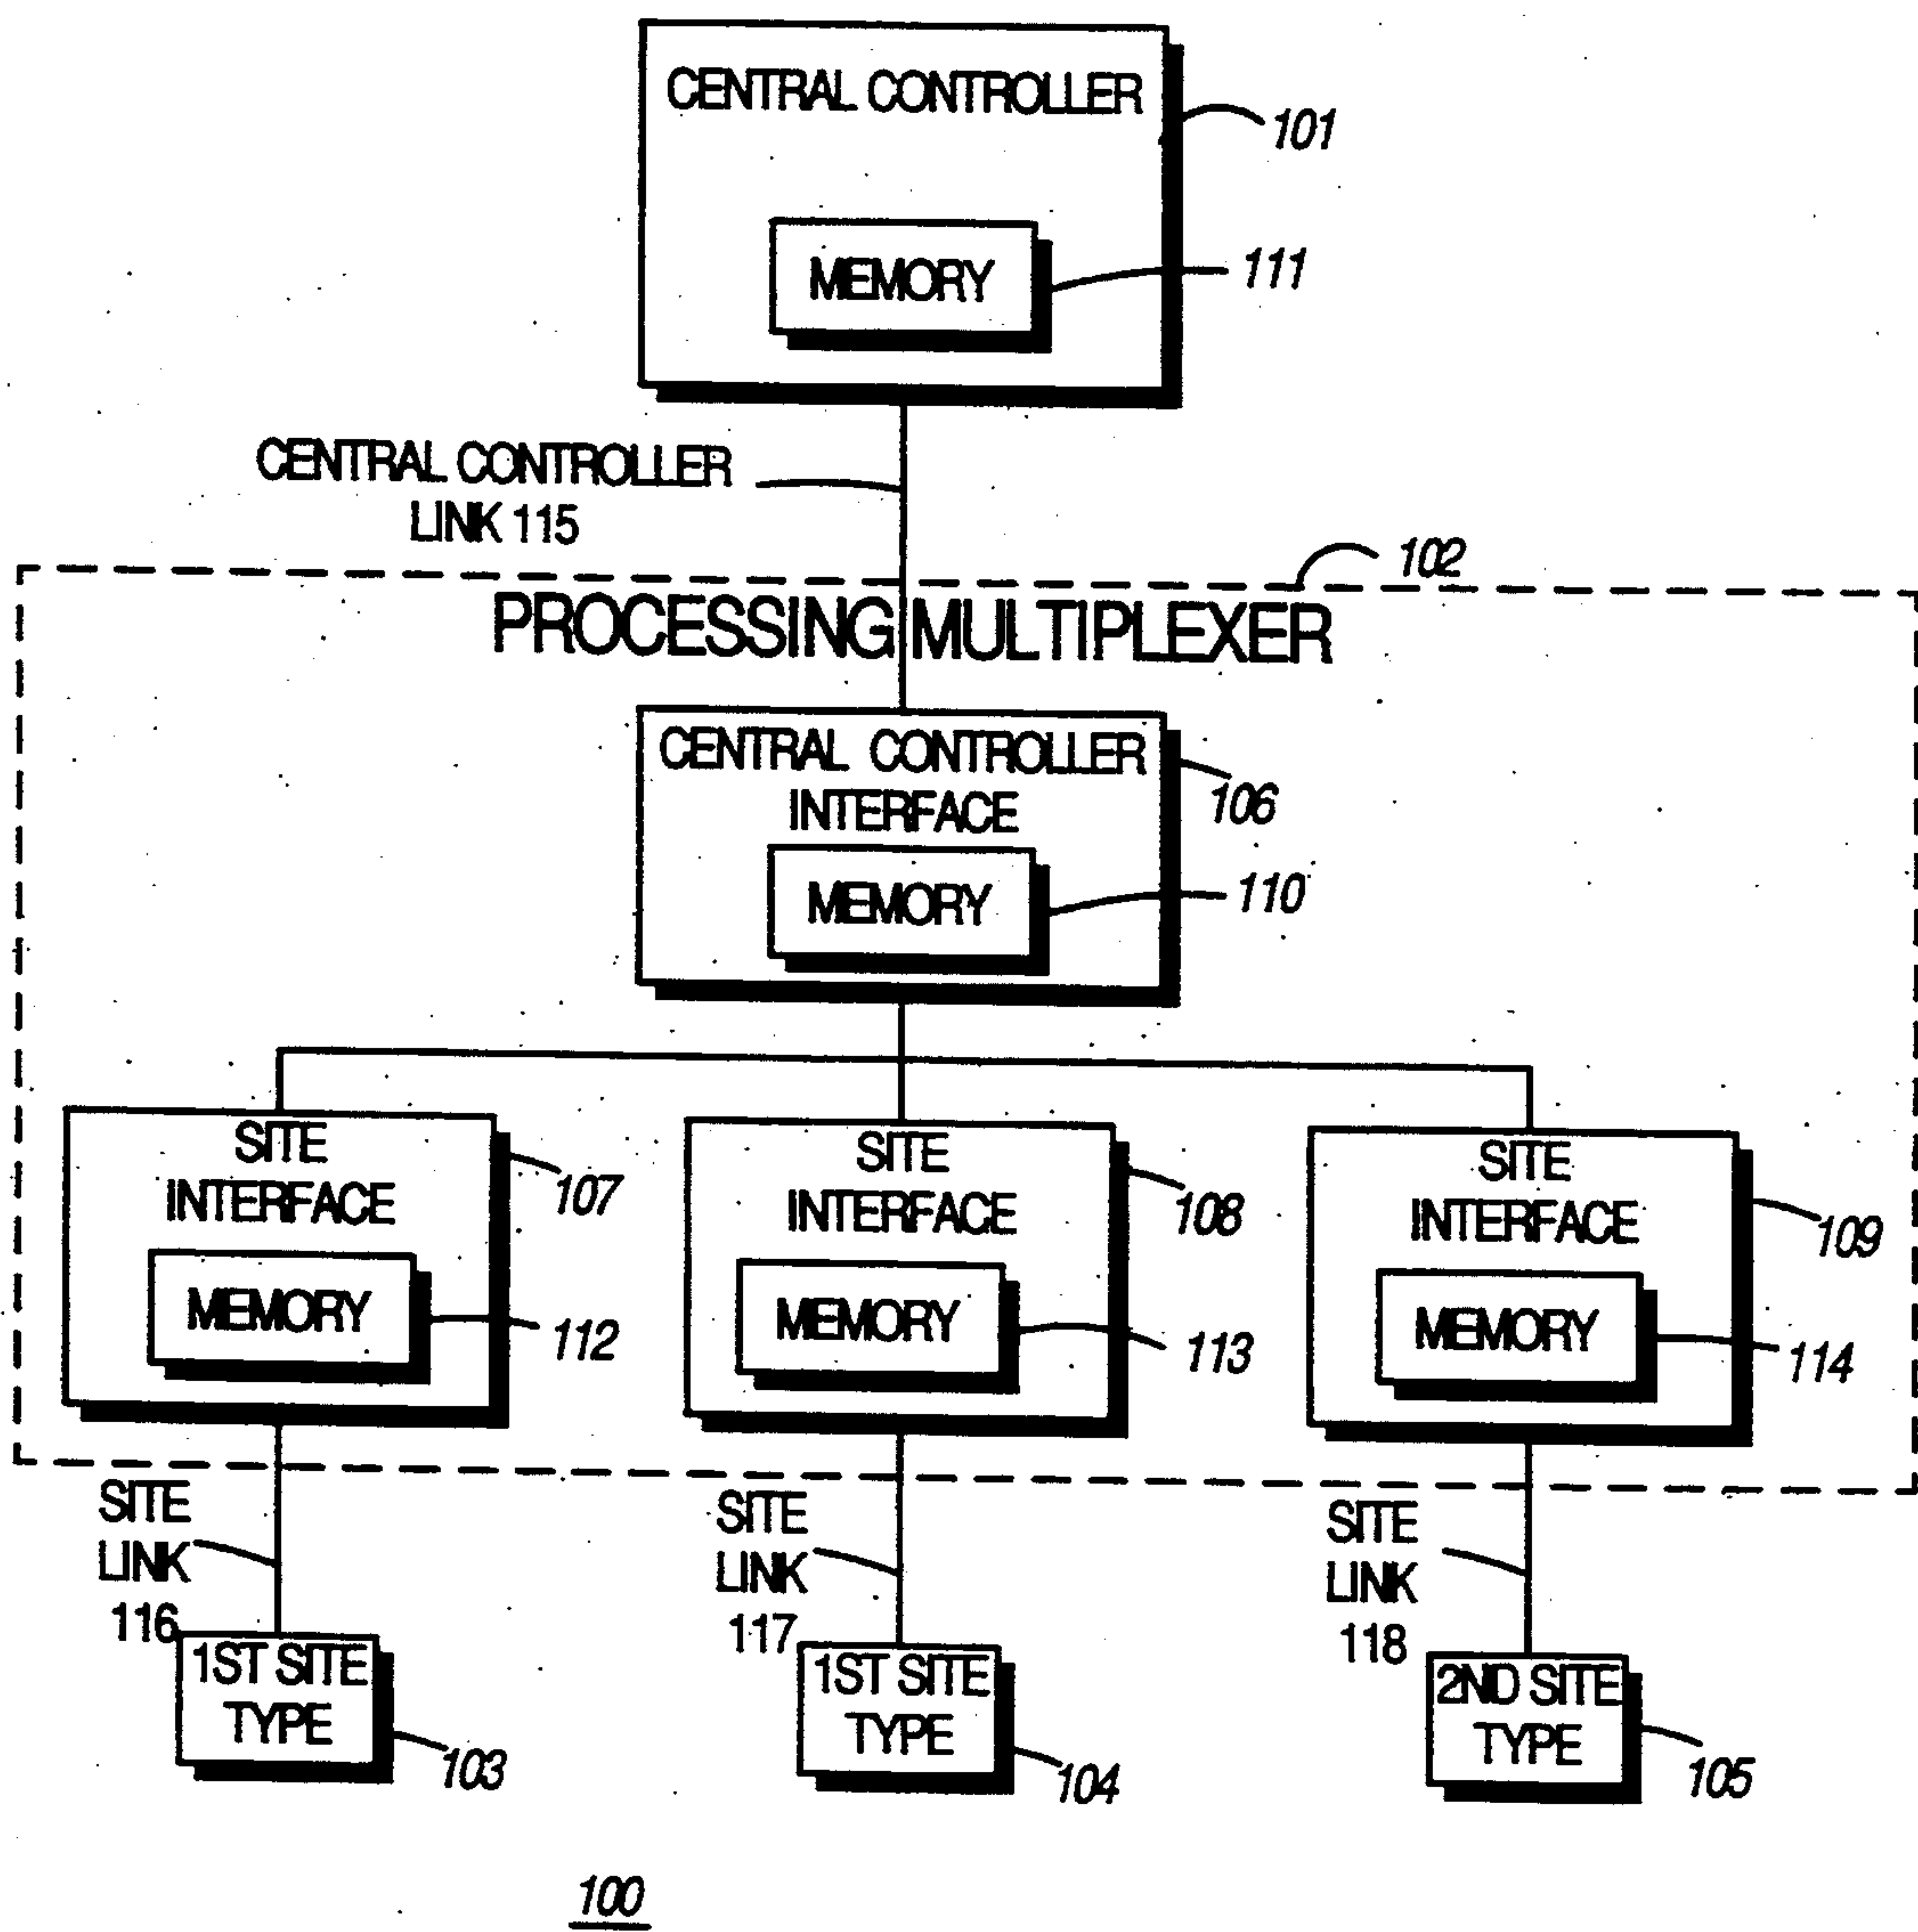 CENTRAL CONTROLLER
101
MEMORY
111
CENTRAL CONTROLLER
LINK 115
102
PROCESSING MULTIPLEXER
CENTRAL CONTROLLER
106
INTERFACE
MEMORY
110
SITE
INTERFACE
107
MEMORY
112
SITE
INTERFACE
108
MEMORY
113
SITE
INTERFACE
109
MEMORY
114
SITE
LINK
116
SITE
LINK
117
SITE
LINK
118
1ST SITE
TYPE
103
1ST SITE
TYPE
104
2ND SITE
TYPE
105
100